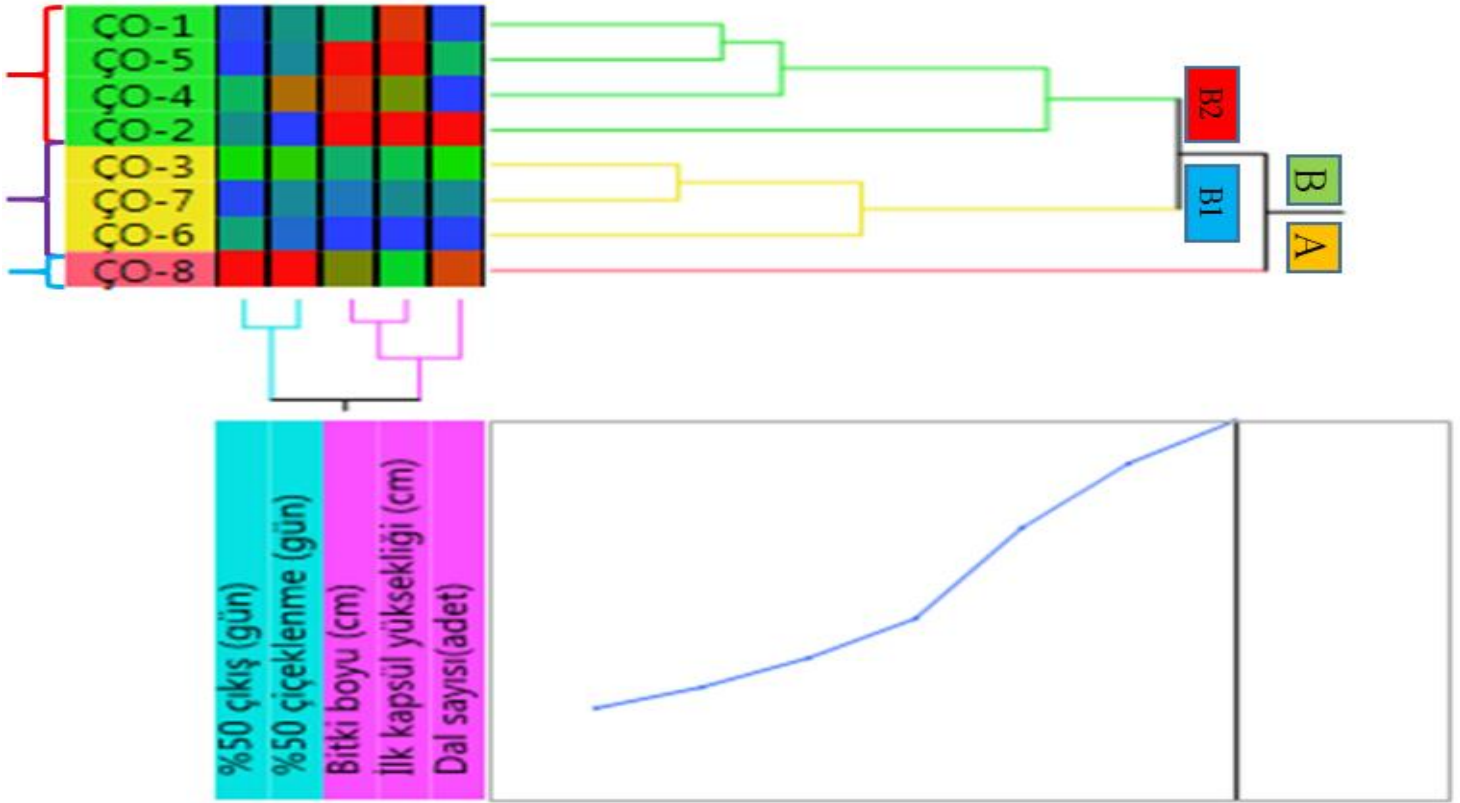 ÇO-1
ÇO-5
ÇO-4
ÇO-2
ÇO-3
ÇO-7
ÇO-6
ÇO-8
B2
B1
B
A
%50 çıkış (gün)
%50 çiçeklenme (gün)
Bitki boyu (cm)
İlk kapsül yüksekliği (cm)
Dal sayısı(adet)